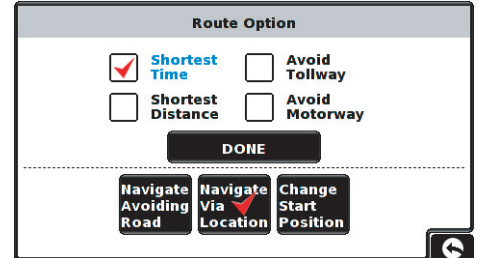 Route Option
Shortest
Time
Avoid
Tollway
Shortest
Distance
Avoid
Motorway
DONE
Navigate
Avoiding
Road
Navigate
Via
Location
Change
Start
Position